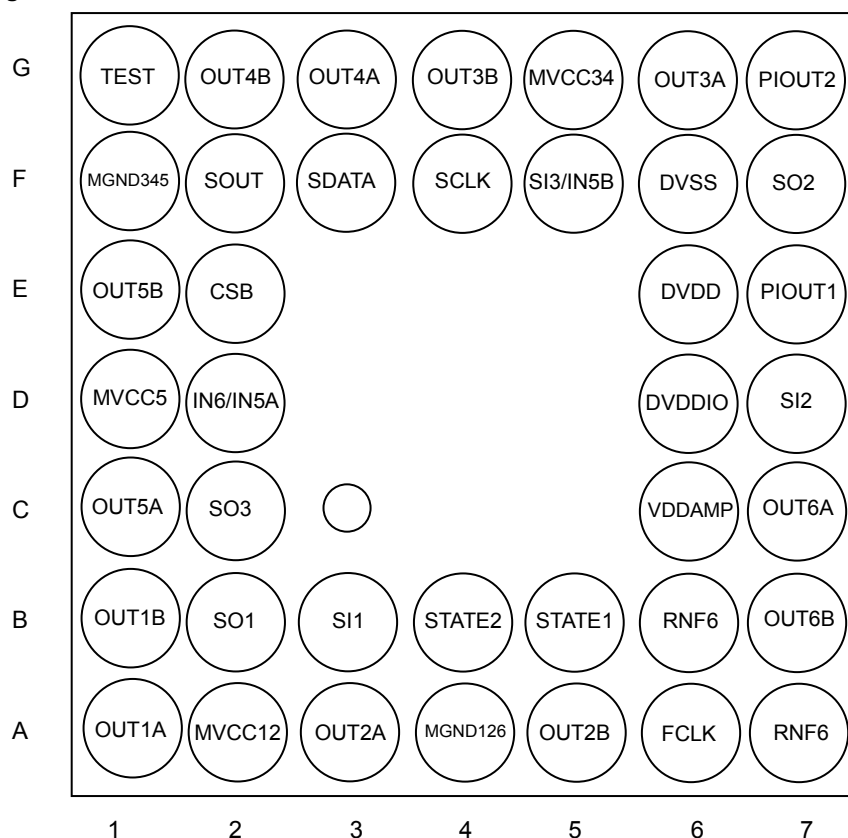 G TEST OUT4B OUT4A OUT3B MVCC34 OUT3A PIOUT2
F MGND345 SOUT SDATA SCLK SI3/IN5B DVSS SO2
E OUT5B CSB DVDD PIOUT1
D MVCC5 IN6/IN5A DVDDIO SI2
C OUT5A SO3 VDDAMP OUT6A
B OUT1B SO1 SI1 STATE2 STATE1 RNF6 OUT6B
A OUT1A MVCC12 OUT2A MGND126 OUT2B FCLK RNF6
1 2 3 4 5 6 7